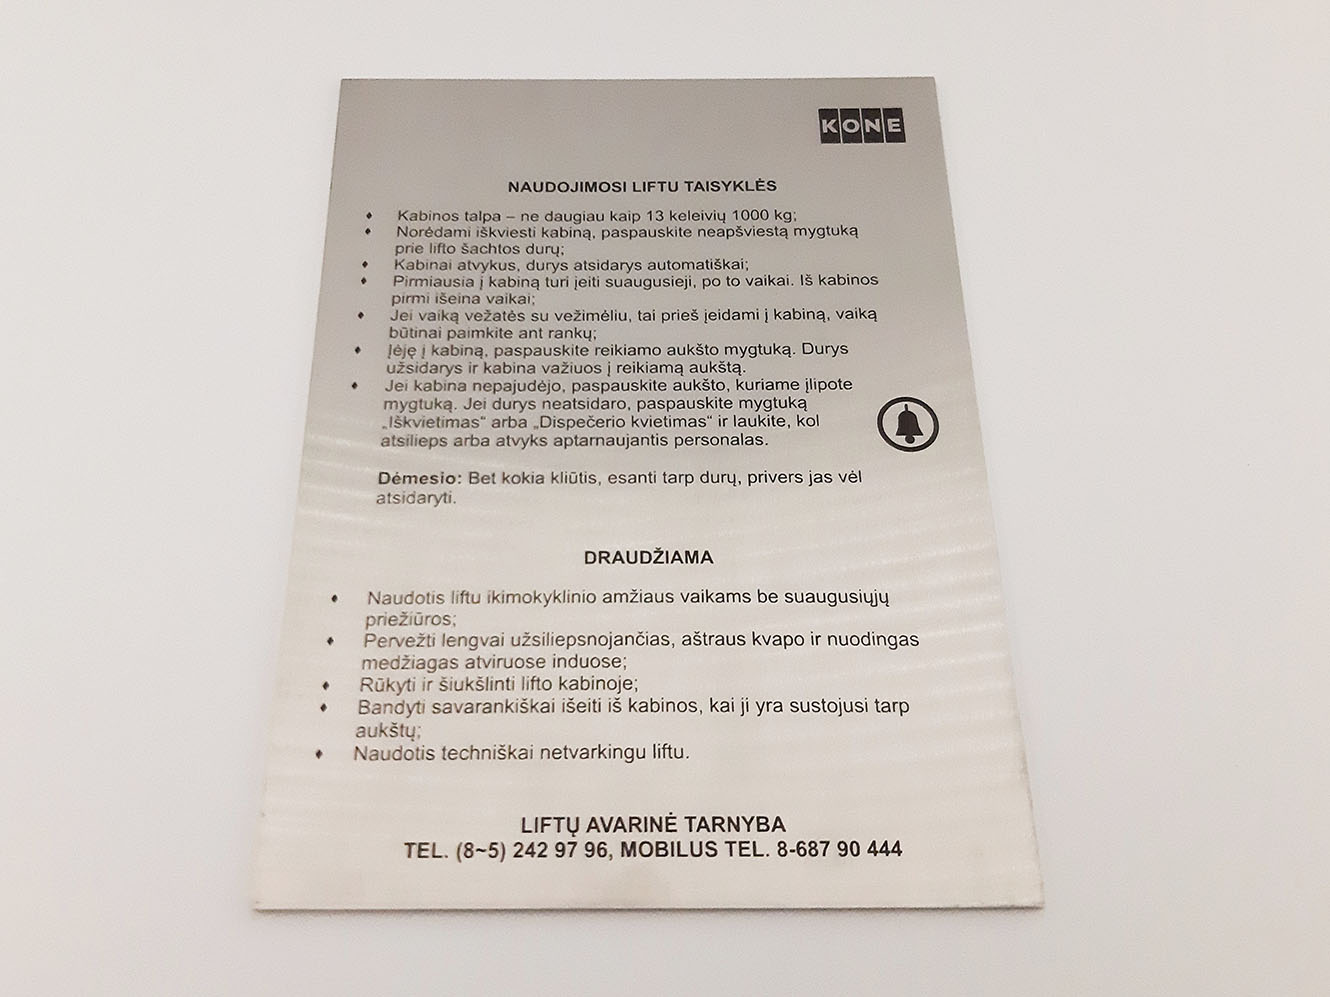 KONE
NAUDOJIMOSI LIFTU TAISYKLĖS
• Kabinos talpa – ne daugiau kaip 13 keleivių 1000 kg;
• Norėdami iškviesti kabiną, paspauskite neapšviestą mygtuką
prie lifto šachtos durų;
• Kabinai atvykus, durys atsidarys automatiškai;
• Pirmiausia į kabiną turi įeiti suaugusieji, po to vaikai. Iš kabinos
pirmi išeina vaikai;
• Jei vaiką vežatės su vežimėliu, tai prieš įeidami į kabiną, vaiką
būtinai paimkite ant rankų;
• Įėję į kabiną, paspauskite reikiamo aukšto mygtuką. Durys
užsidarys ir kabina važiuos į reikiamą aukštą.
• Jei kabina nepajudėjo, paspauskite aukšto, kuriame įlipote
mygtuką. Jei durys neatsidaro, paspauskite mygtuką
„Iškvietimas“ arba „Dispečerio kvietimas“ ir laukite, kol
atsilieps arba atvyks aptarnaujantis personalas.
Dėmesio: Bet kokia kliūtis, esanti tarp durų, privers jas vėl
atsidaryti.
DRAUDŽIAMA
• Naudotis liftu ikimokyklinio amžiaus vaikams be suaugusiųjų
priežiūros;
• Pervežti lengvai užsiliepsnojančias, aštraus kvapo ir nuodingas
medžiagas atviruose induose;
• Rūkyti ir šiukšlinti lifto kabinoje;
• Bandyti savarankiškai išeiti iš kabinos, kai ji yra sustojusi tarp
aukštų;
• Naudotis techniškai netvarkingu liftu.
LIFTŲ AVARINĖ TARNYBA
TEL. (8~5) 242 97 96, MOBILUS TEL. 8-687 90 444